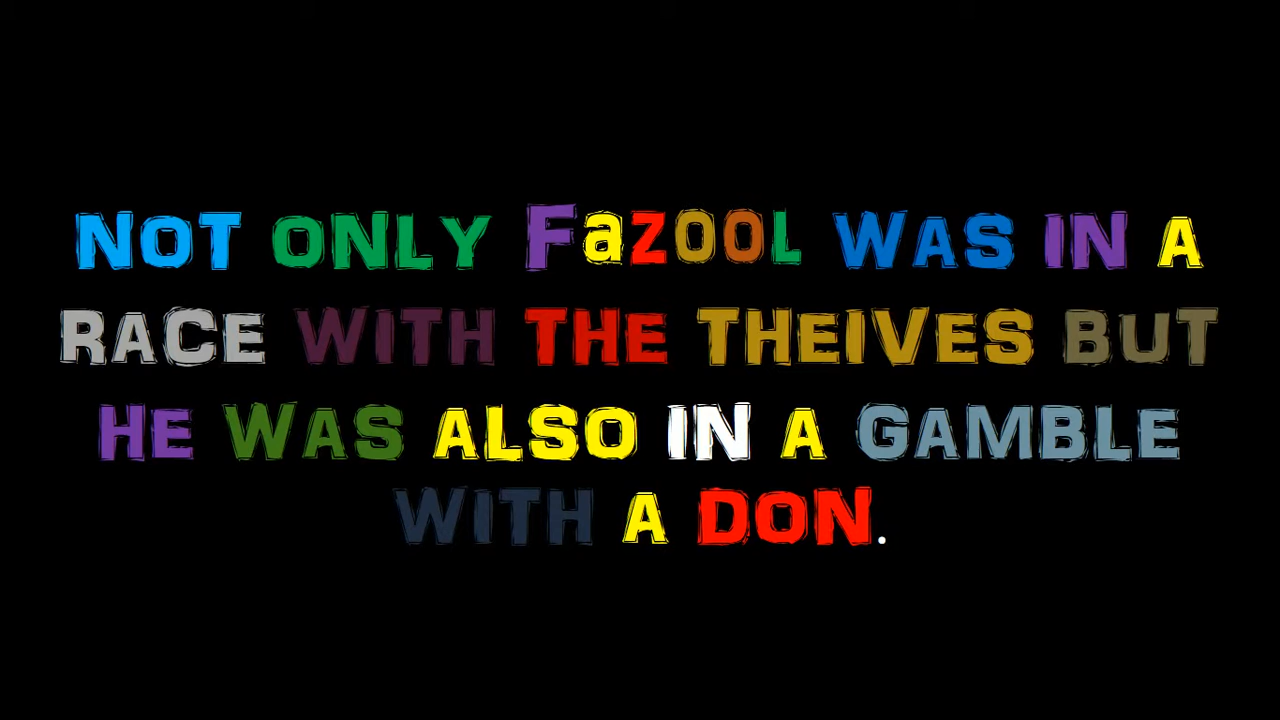 NOT ONLY FazooL WAS IN A
RACE WITH THE THEIVES BUT
HE WAS ALSO IN A GAMBLE
WITH A DON.